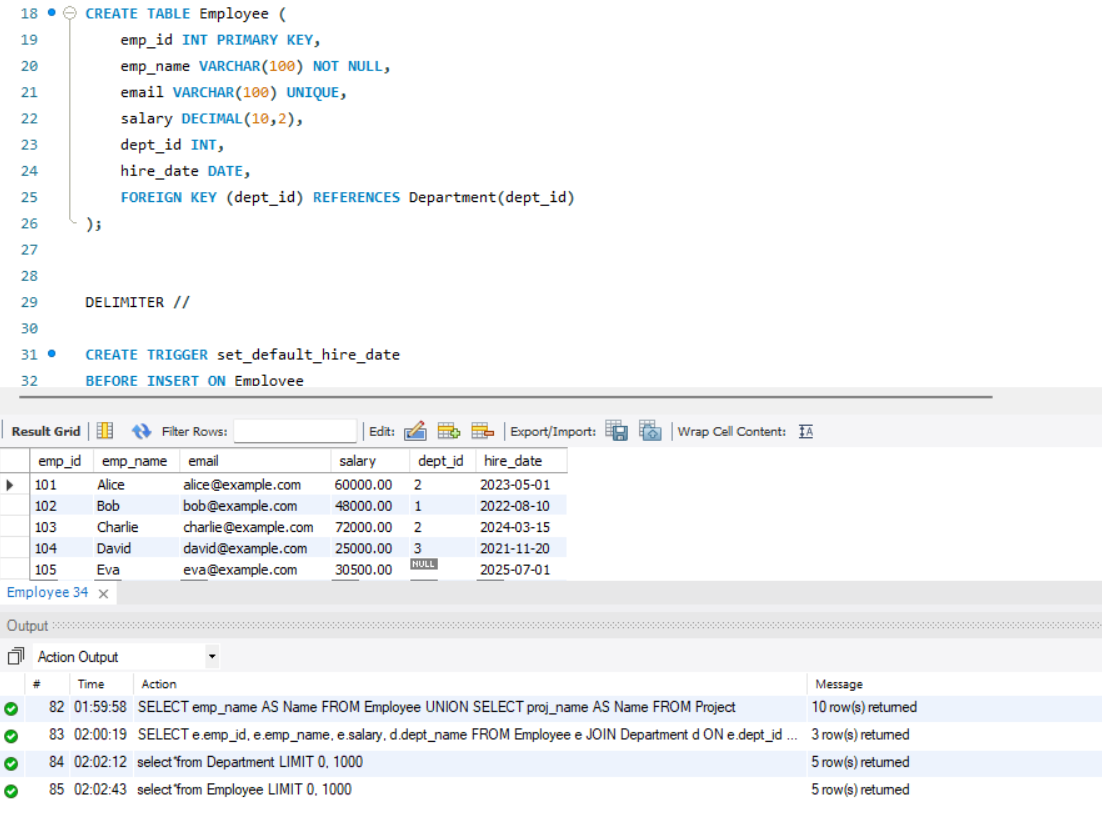 18 CREATE TABLE Employee (
19 emp_id INT PRIMARY KEY,
20 emp_name VARCHAR(100) NOT NULL,
21 email VARCHAR(100) UNIQUE,
22 salary DECIMAL(10,2),
23 dept_id INT,
24 hire_date DATE,
25 FOREIGN KEY (dept_id) REFERENCES Department(dept_id)
26 );
27
28
29 DELIMITER //
30
31 CREATE TRIGGER set_default_hire_date
32 BEFORE INSERT ON Employee
Result Grid Filter Rows: Edit: Export/Import: Wrap Cell Content: IA
emp_id emp_name email salary dept_id hire_date
101 Alice alice@example.com 60000.00 2 2023-05-01
102 Bob bob@example.com 48000.00 1 2022-08-10
103 Charlie charlie@example.com 72000.00 2 2024-03-15
104 David david@example.com 25000.00 3 2021-11-20
105 Eva eva@example.com 30500.00 NULL 2025-07-01
Employee 34
Output
Action Output
# Time Action Message
82 01:59:58 SELECT emp_name AS Name FROM Employee UNION SELECT proj_name AS Name FROM Project 10 row(s) returned
83 02:00:19 SELECT e.emp_id, e.emp_name, e.salary, d.dept_name FROM Employee e JOIN Department d ON e.dept_id ... 3 row(s) returned
84 02:02:12 select*from Department LIMIT 0, 1000 5 row(s) returned
85 02:02:43 select*from Employee LIMIT 0, 1000 5 row(s) returned